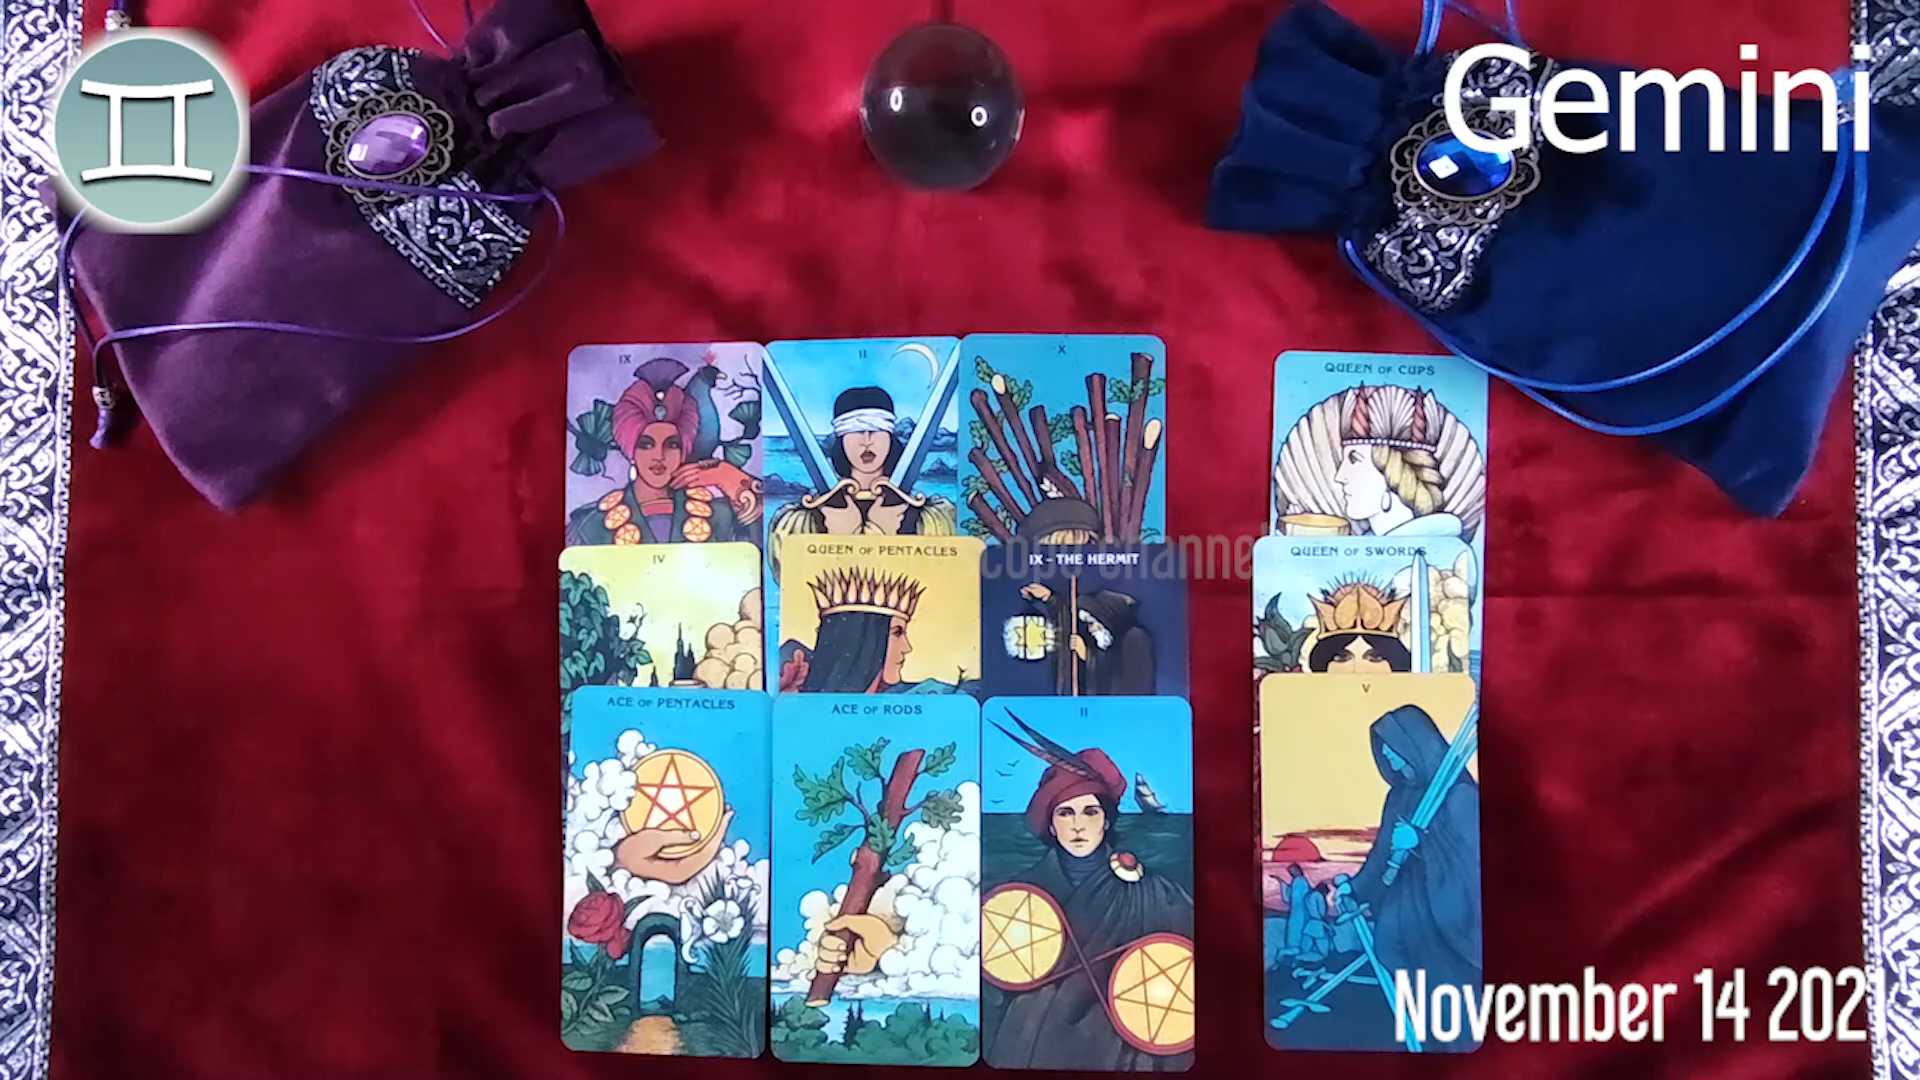 Gemini
IX
II
X
QUEEN OF CUPS
IV
QUEEN OF PENTACLES
IX - THE HERMIT
QUEEN OF SWORDS
ACE OF PENTACLES
ACE OF RODS
II
V
channel
November 14 2021